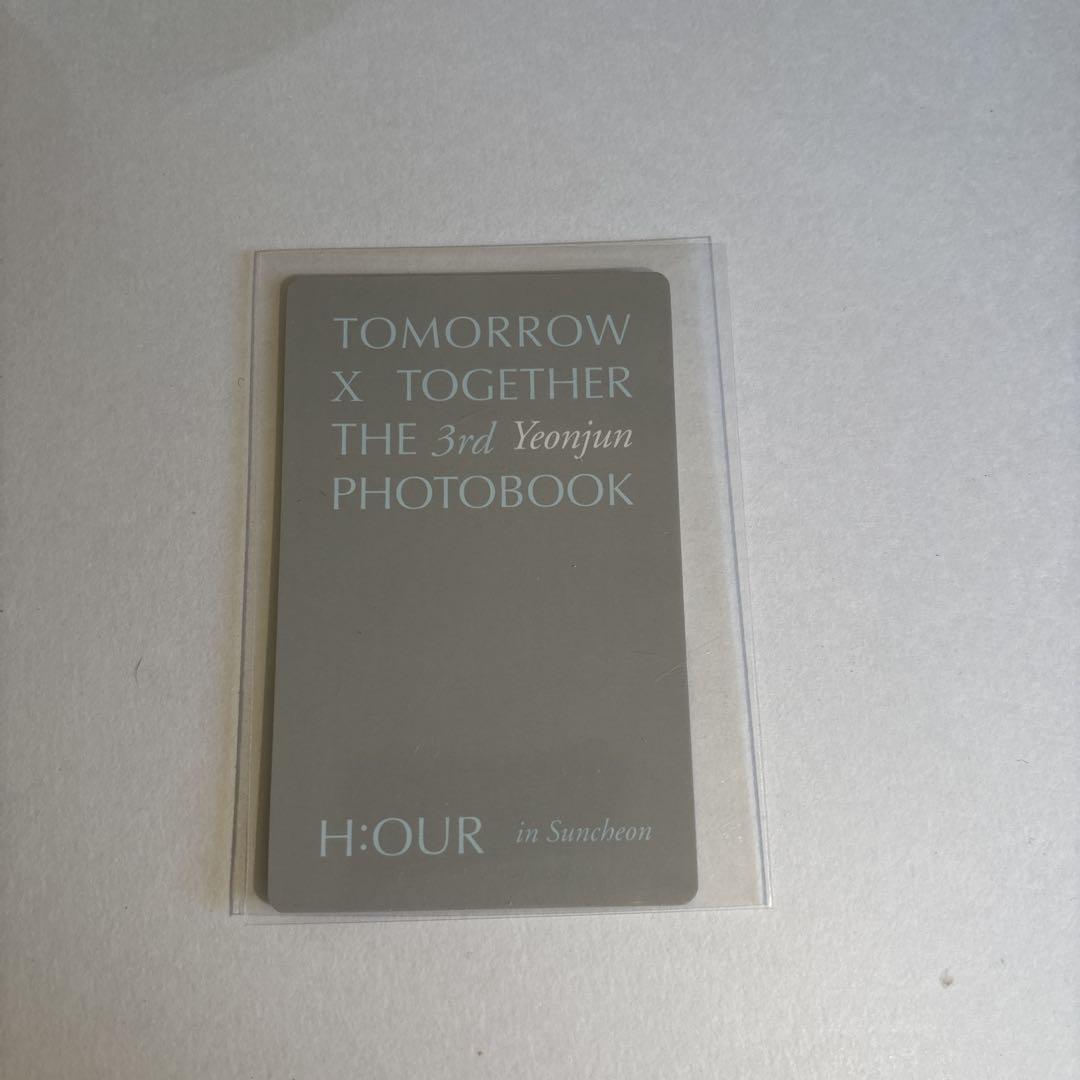 TOMORROW
X TOGETHER
THE 3rd Yeonjun
PHOTOBOOK
H:OUR in Suncheon